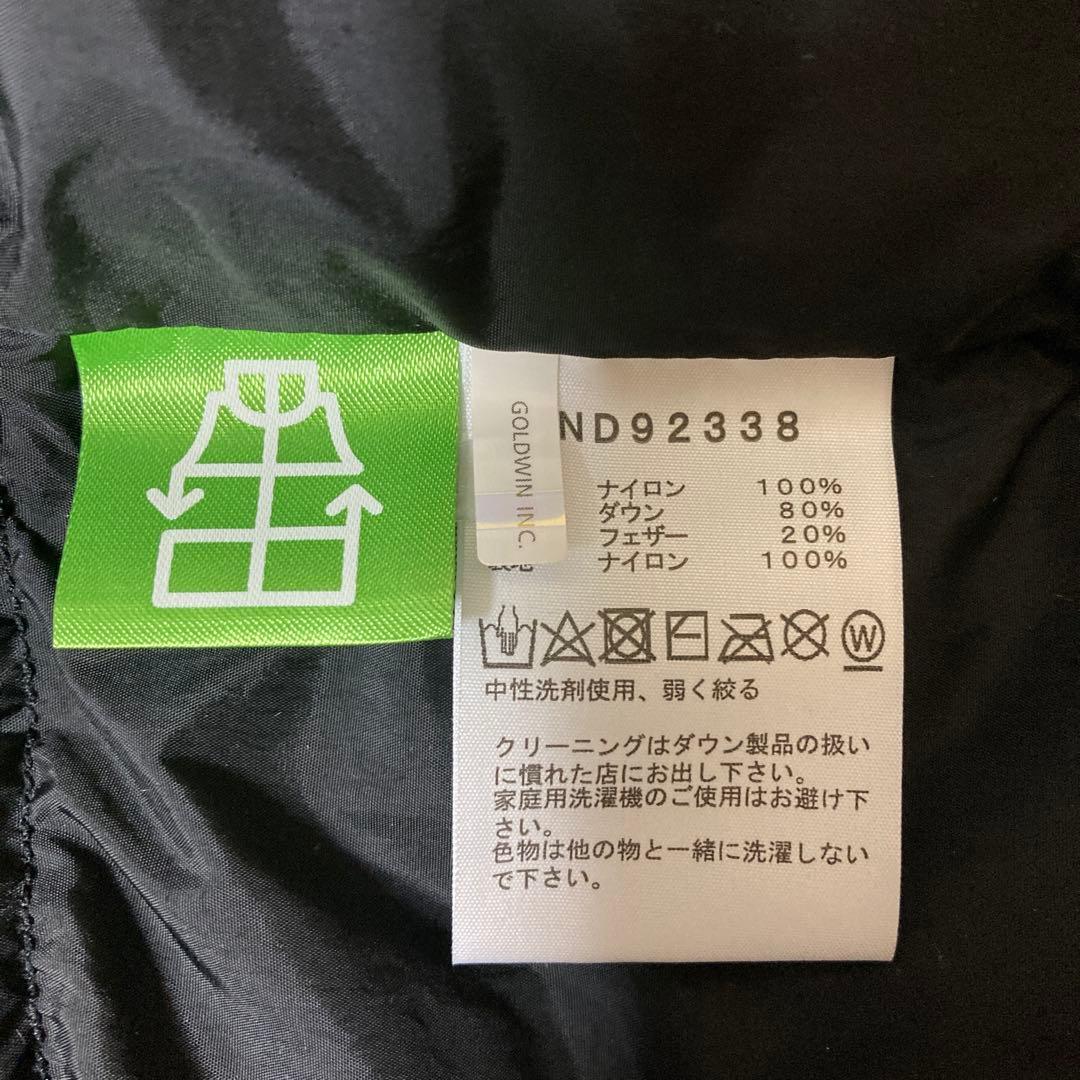 GOLDWIN INC.
ND92338
ナイロン 100%
ダウン 80%
フェザー 20%
ナイロン 100%
W
中性洗剤使用、弱く絞る
クリーニングはダウン製品の扱い
に慣れた店にお出し下さい。
家庭用洗濯機のご使用はお避け下
さい。
色物は他の物と一緒に洗濯しない
で下さい。